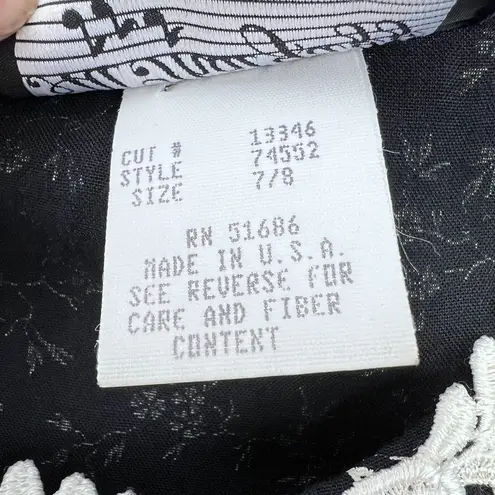 CUT # 13346
STYLE 74552
SIZE 7/8
RN 51686
MADE IN U.S.A.
SEE REVERSE FOR
CARE AND FIBER
CONTENT